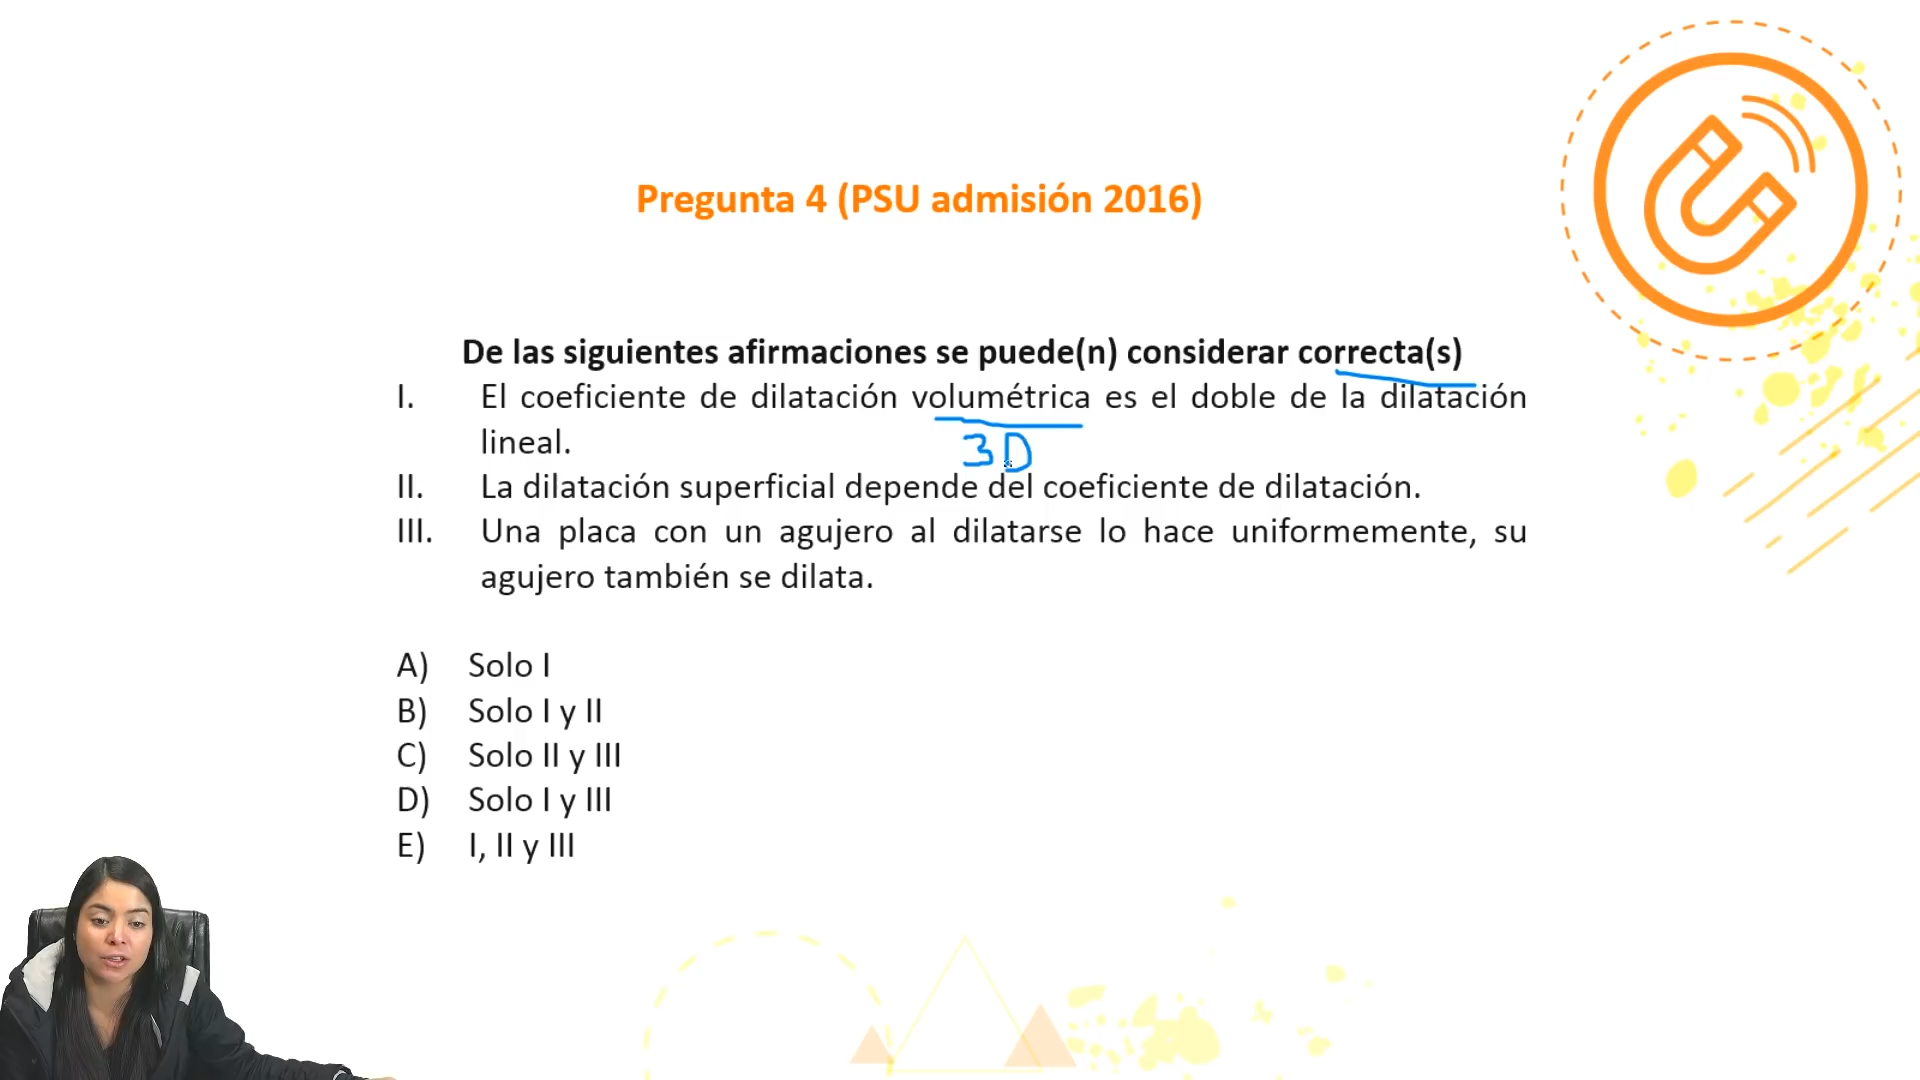 Pregunta 4 (PSU admisión 2016)
De las siguientes afirmaciones se puede(n) considerar correcta(s)
I. El coeficiente de dilatación volumétrica es el doble de la dilatación
lineal.
3D
II. La dilatación superficial depende del coeficiente de dilatación.
III. Una placa con un agujero al dilatarse lo hace uniformemente, su
agujero también se dilata.
A) Solo I
B) Solo I y II
C) Solo II y III
D) Solo I y III
E) I, II y III